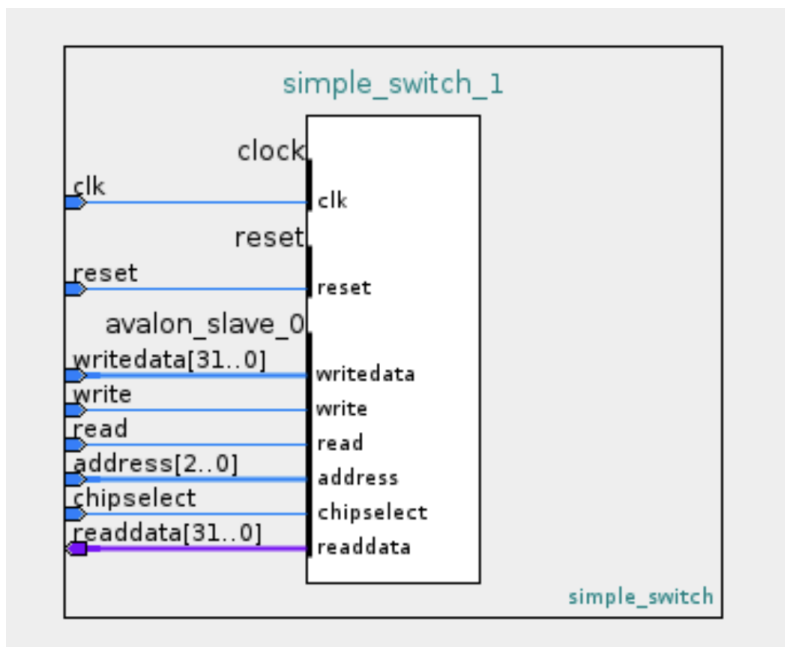 simple_switch_1
clock
clk
clk
reset
reset
reset
avalon_slave_0
writedata[31..0]
writedata
write
write
read
read
address[2..0]
address
chipselect
chipselect
readdata[31..0]
readdata
simple_switch